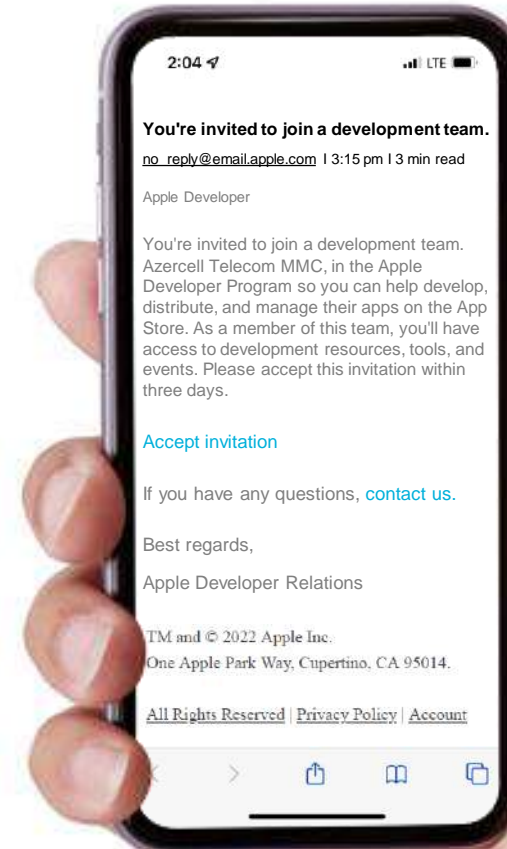 2:04
LTE
You're invited to join a development team.
no_reply@email.apple.com I 3:15 pm I 3 min read
Apple Developer
You're invited to join a development team.
Azercell Telecom MMC, in the Apple
Developer Program so you can help develop,
distribute, and manage their apps on the App
Store. As a member of this team, you'll have
access to development resources, tools, and
events. Please accept this invitation within
three days.
Accept invitation
If you have any questions, contact us.
Best regards,
Apple Developer Relations
TM and © 2022 Apple Inc.
One Apple Park Way, Cupertino, CA 95014.
All Rights Reserved | Privacy Policy | Account